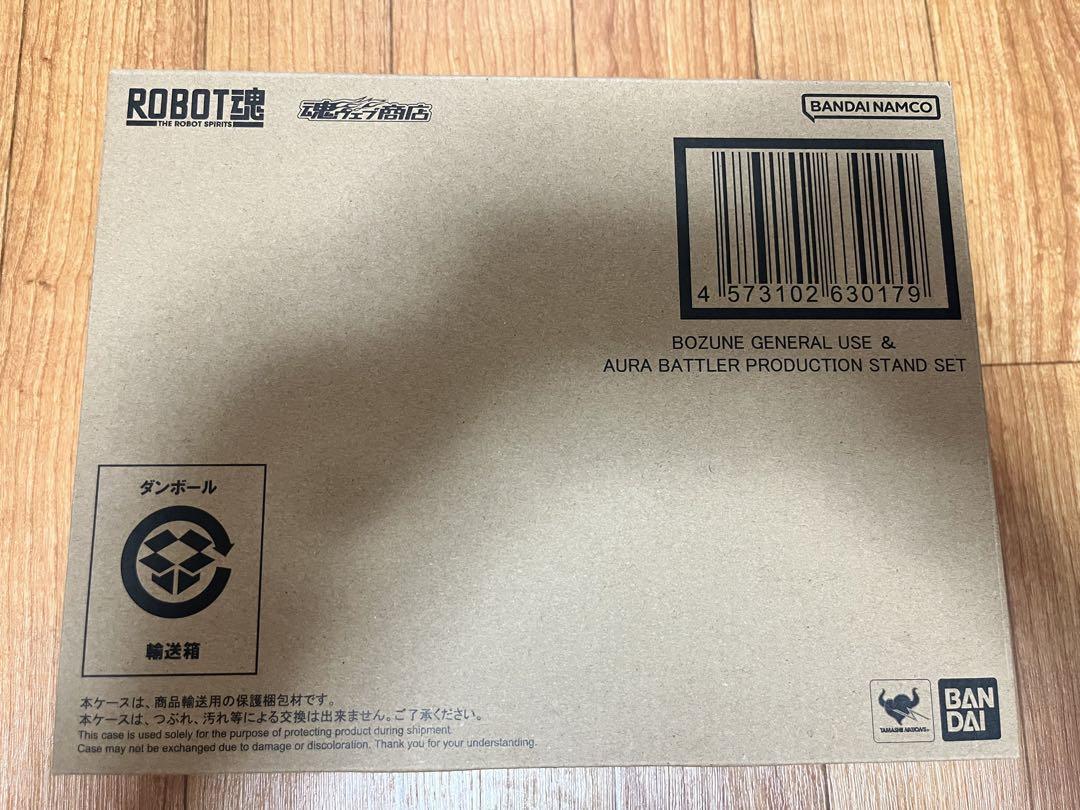 ROBOT魂
THE ROBOT SPIRITS
魂ウェブ商店
BANDAI NAMCO
4 573102 630179
BOZUNE GENERAL USE &
AURA BATTLER PRODUCTION STAND SET
ダンボール
輸送箱
本ケースは、商品輸送用の保護梱包材です。
本ケースは、つぶれ、汚れ等による交換は出来ません。ご了承ください。
This case is used solely for the purpose of protecting product during shipment.
Case may not be exchanged due to damage or discoloration. Thank you for your understanding.
TAMASHII NATIONS
BAN
DAI